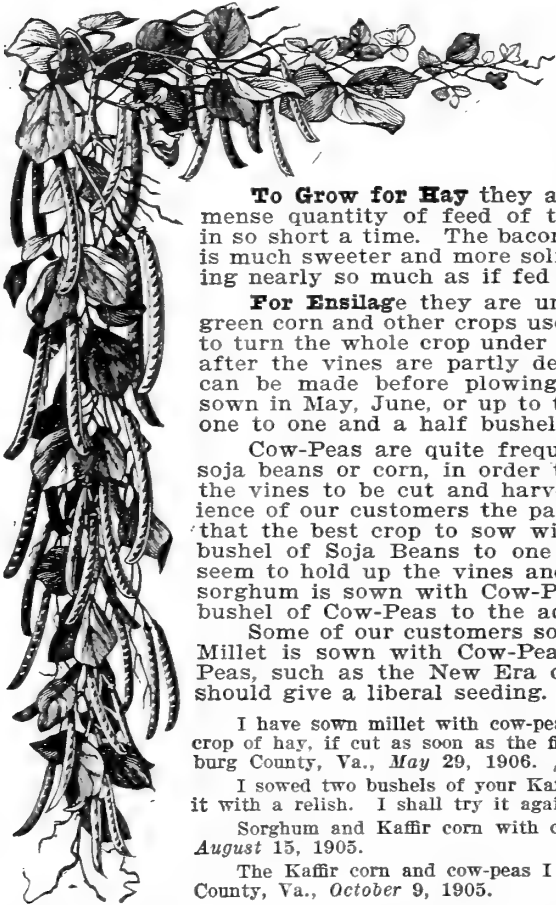 To Grow for Hay they a
mense quantity of feed of t
in so short a time. The bacon
is much sweeter and more soli
ing nearly so much as if fed
For Ensilage they are un
green corn and other crops use
to turn the whole crop under
after the vines are partly de
can be made before plowing
sown in May, June, or up to t
one to one and a half bushel
Cow-Peas are quite frequ
soja beans or corn, in order t
the vines to be cut and harv
ience of our customers the pa
that the best crop to sow wi
bushel of Soja Beans to one
seem to hold up the vines and
sorghum is sown with Cow-P
bushel of Cow-Peas to the ac
Some of our customers so
Millet is sown with Cow-Pea
Peas, such as the New Era o
should give a liberal seeding.
I have sown millet with cow-pea
crop of hay, if cut as soon as the fi
burg County, Va., May 29, 1906.
I sowed two bushels of your Kaf
it with a relish. I shall try it agai
Sorghum and Kaffir corn with c
August 15, 1905.
The Kaffir corn and cow-peas I
County, Va., October 9, 1905.